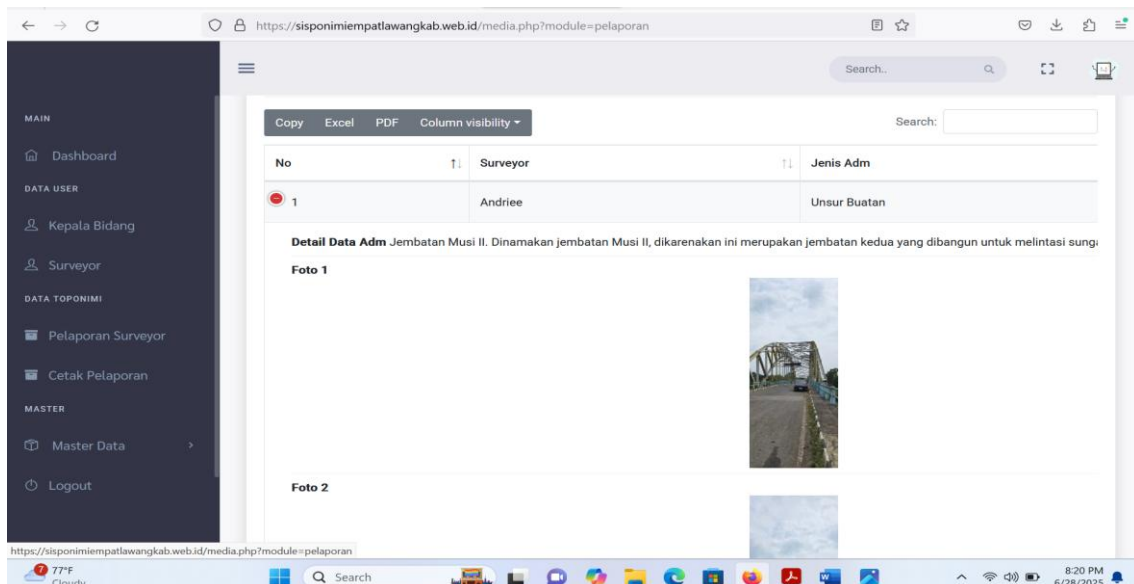 https://sisponimiempatlawangkab.web.id/media.php?module=pelaporan
Search..
MAIN
Dashboard
DATA USER
Kepala Bidang
Surveyor
DATA TOPONIMI
Pelaporan Surveyor
Cetak Pelaporan
MASTER
Master Data
Logout
Copy Excel PDF Column visibility
Search:
No Surveyor Jenis Adm
1 Andriee Unsur Buatan
Detail Data Adm Jembatan Musi II. Dinamakan jembatan Musi II, dikarenakan ini merupakan jembatan kedua yang dibangun untuk melintasi
Foto 1
Foto 2
https://sisponimiempatlawangkab.web.id/media.php?module=pelaporan
7
77°F
Cloudy
Search
8:20 PM
6/28/2025